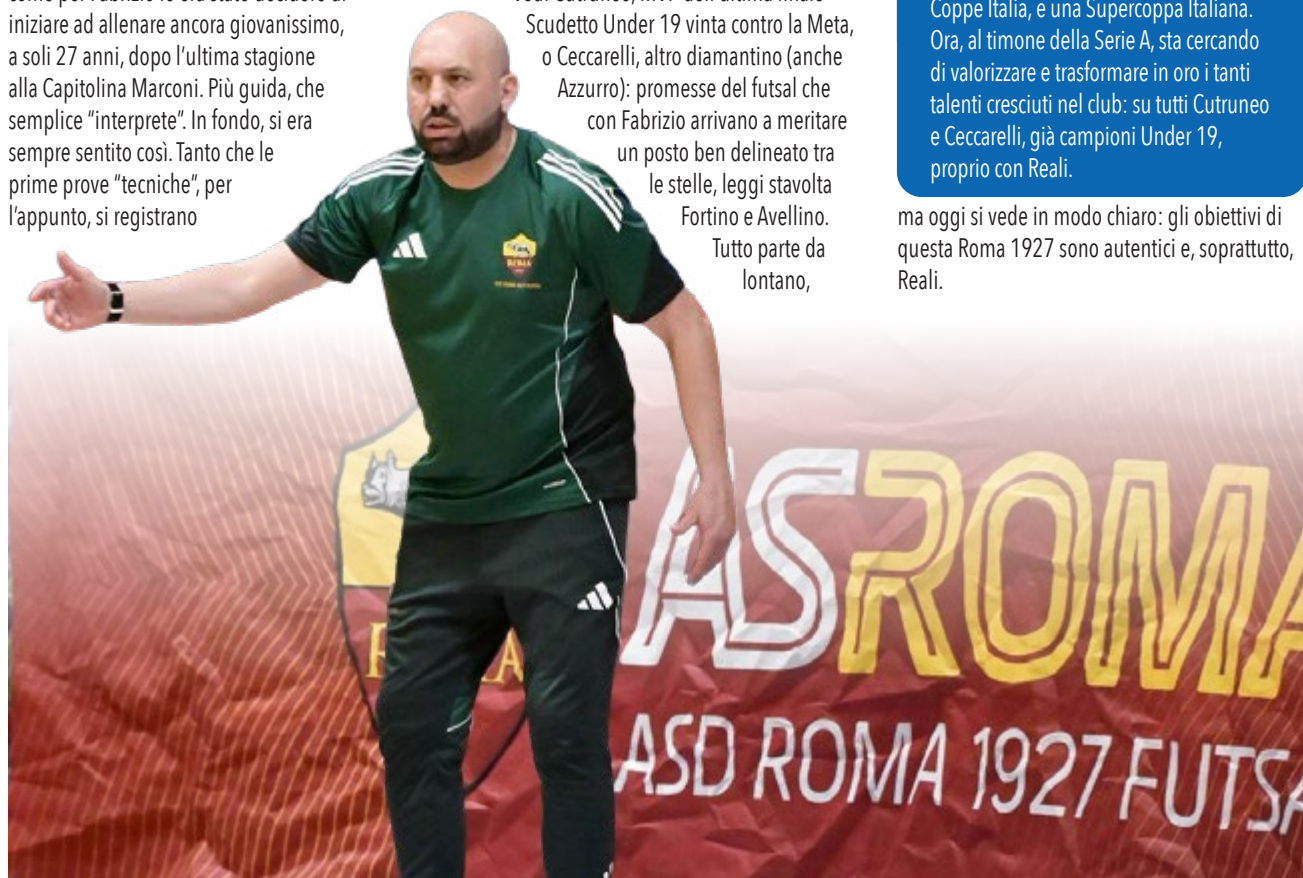 iniziare ad allenare ancora giovanissimo,
a soli 27 anni, dopo l'ultima stagione
alla Capitolina Marconi. Più guida, che
semplice "interprete". In fondo, si era
sempre sentito così. Tanto che le
prime prove "tecniche", per
l'appunto, si registrano
Scudetto Under 19 vinta contro la Meta,
o Ceccarelli, altro diamantino (anche
Azzurro): promesse del futsal che
con Fabrizio arrivano a meritare
un posto ben delineato tra
le stelle, leggi stavolta
Fortino e Avellino.
Tutto parte da
lontano,
Coppe Italia, e una Supercoppa Italiana.
Ora, al timone della Serie A, sta cercando
di valorizzare e trasformare in oro i tanti
talenti cresciuti nel club: su tutti Cutruneo
e Ceccarelli, già campioni Under 19,
proprio con Reali.
ma oggi si vede in modo chiaro: gli obiettivi di
questa Roma 1927 sono autentici e, soprattutto,
Reali.
ROMA
ASROMA
ASD ROMA 1927 FUTSA